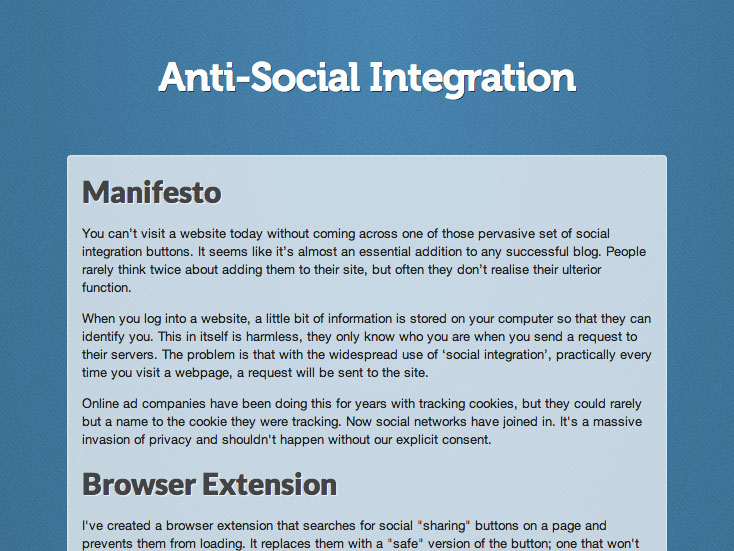 Anti-Social Integration
Manifesto
You can’t visit a website today without coming across one of those pervasive set of social
integration buttons. It seems like it’s almost an essential addition to any successful blog. People
rarely think twice about adding them to their site, but often they don’t realise their ulterior
function.
When you log into a website, a little bit of information is stored on your computer so that they can
identify you. This in itself is harmless, they only know who you are when you send a request to
their servers. The problem is that with the widespread use of ‘social integration’, practically every
time you visit a webpage, a request will be sent to the site.
Online ad companies have been doing this for years with tracking cookies, but they could rarely
but a name to the cookie they were tracking. Now social networks have joined in. It's a massive
invasion of privacy and shouldn't happen without our explicit consent.
Browser Extension
I've created a browser extension that searches for social "sharing" buttons on a page and
prevents them from loading. It replaces them with a "safe" version of the button; one that won't